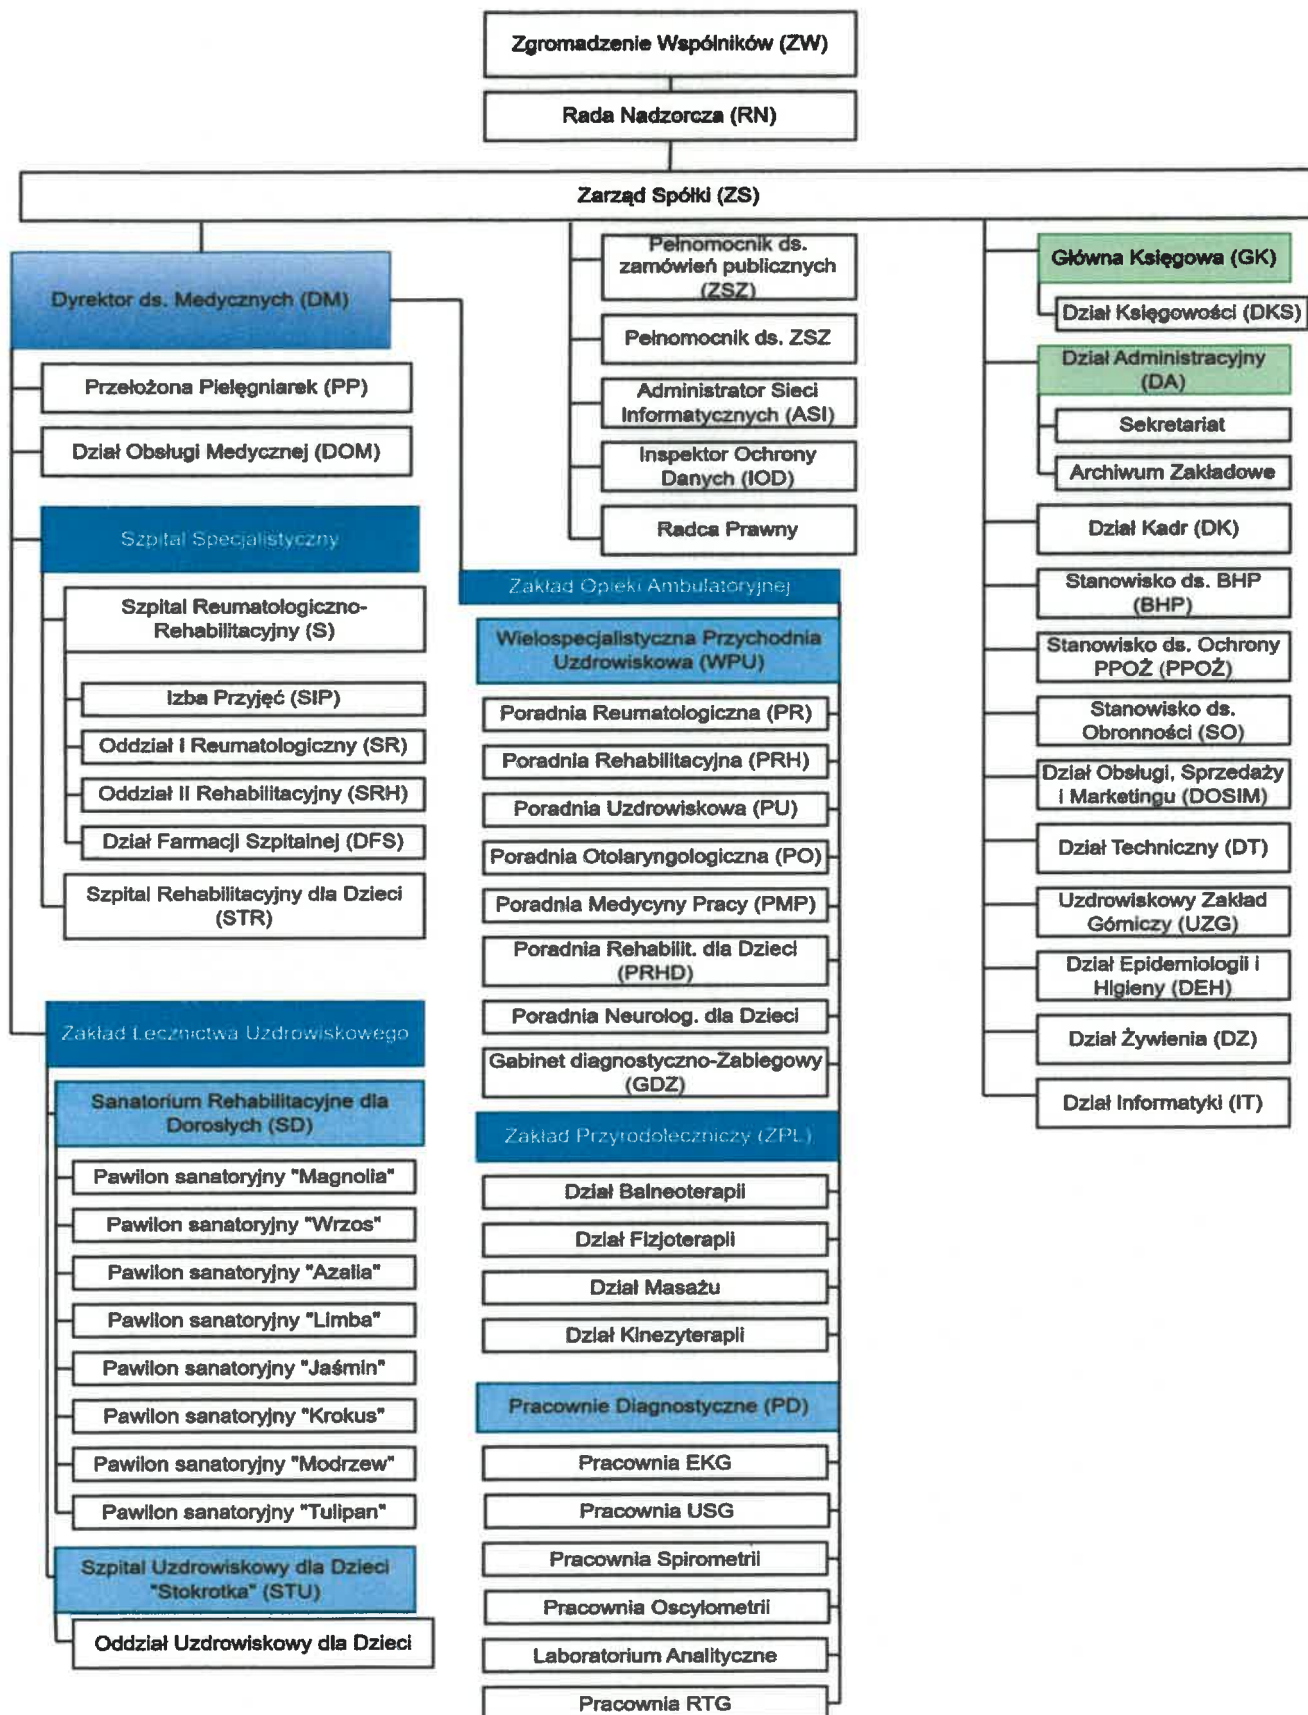 Zgromadzenie Wspólników (ZW)
Rada Nadzorcza (RN)
Zarząd Spółki (ZS)
Dyrektor ds. Medycznych (DM)
Przełożona Pielęgniarek (PP)
Dział Obsługi Medycznej (DOM)
Szpital Specjalistyczny
Szpital Reumatologiczno-
Rehabilitacyjny (S)
Izba Przyjęć (SIP)
Oddział I Reumatologiczny (SR)
Oddział II Rehabilitacyjny (SRH)
Dział Farmacji Szpitalnej (DFS)
Szpital Rehabilitacyjny dla Dzieci
(STR)
Zakład Lecznictwa Uzdrowiskowego
Sanatorium Rehabilitacyjne dla
Dorosłych (SD)
Pawilon sanatoryjny "Magnolia"
Pawilon sanatoryjny "Wrzos"
Pawilon sanatoryjny "Azalia"
Pawilon sanatoryjny "Limba"
Pawilon sanatoryjny "Jaśmin"
Pawilon sanatoryjny "Krokus"
Pawilon sanatoryjny "Modrzew"
Pawilon sanatoryjny "Tulipan"
Szpital Uzdrowiskowy dla Dzieci
"Stokrotka" (STU)
Oddział Uzdrowiskowy dla Dzieci
Pełnomocnik ds.
zamówień publicznych
(ZSZ)
Pełnomocnik ds. ZSZ
Administrator Sieci
Informatycznych (ASI)
Inspektor Ochrony
Danych (IOD)
Radca Prawny
Zakład Opieki Ambulatoryjnej
Wielospecjalistyczna Przychodnia
Uzdrowiskowa (WPU)
Poradnia Reumatologiczna (PR)
Poradnia Rehabilitacyjna (PRH)
Poradnia Uzdrowiskowa (PU)
Poradnia Otolaryngologiczna (PO)
Poradnia Medycyny Pracy (PMP)
Poradnia Rehabilit. dla Dzieci
(PRHD)
Poradnia Neurolog. dla Dzieci
Gabinet diagnostyczno-Zabiegowy
(GDZ)
Zakład Przyrodoleczniczy (ZPL)
Dział Balneoterapii
Dział Fizjoterapii
Dział Masażu
Dział Kinezyterapii
Pracownie Diagnostyczne (PD)
Pracownia EKG
Pracownia USG
Pracownia Spirometrii
Pracownia Oscylometrii
Laboratorium Analityczne
Pracownia RTG
Główna Księgowa (GK)
Dział Księgowości (DKS)
Dział Administracyjny
(DA)
Sekretariat
Archiwum Zakładowe
Dział Kadr (DK)
Stanowisko ds. BHP
(BHP)
Stanowisko ds. Ochrony
PPOŻ (PPOŻ)
Stanowisko ds.
Obronności (SO)
Dział Obsługi, Sprzedaży
i Marketingu (DOSIM)
Dział Techniczny (DT)
Uzdrowiskowy Zakład
Górniczy (UZG)
Dział Epidemiologii i
Higieny (DEH)
Dział Żywienia (DZ)
Dział Informatyki (IT)